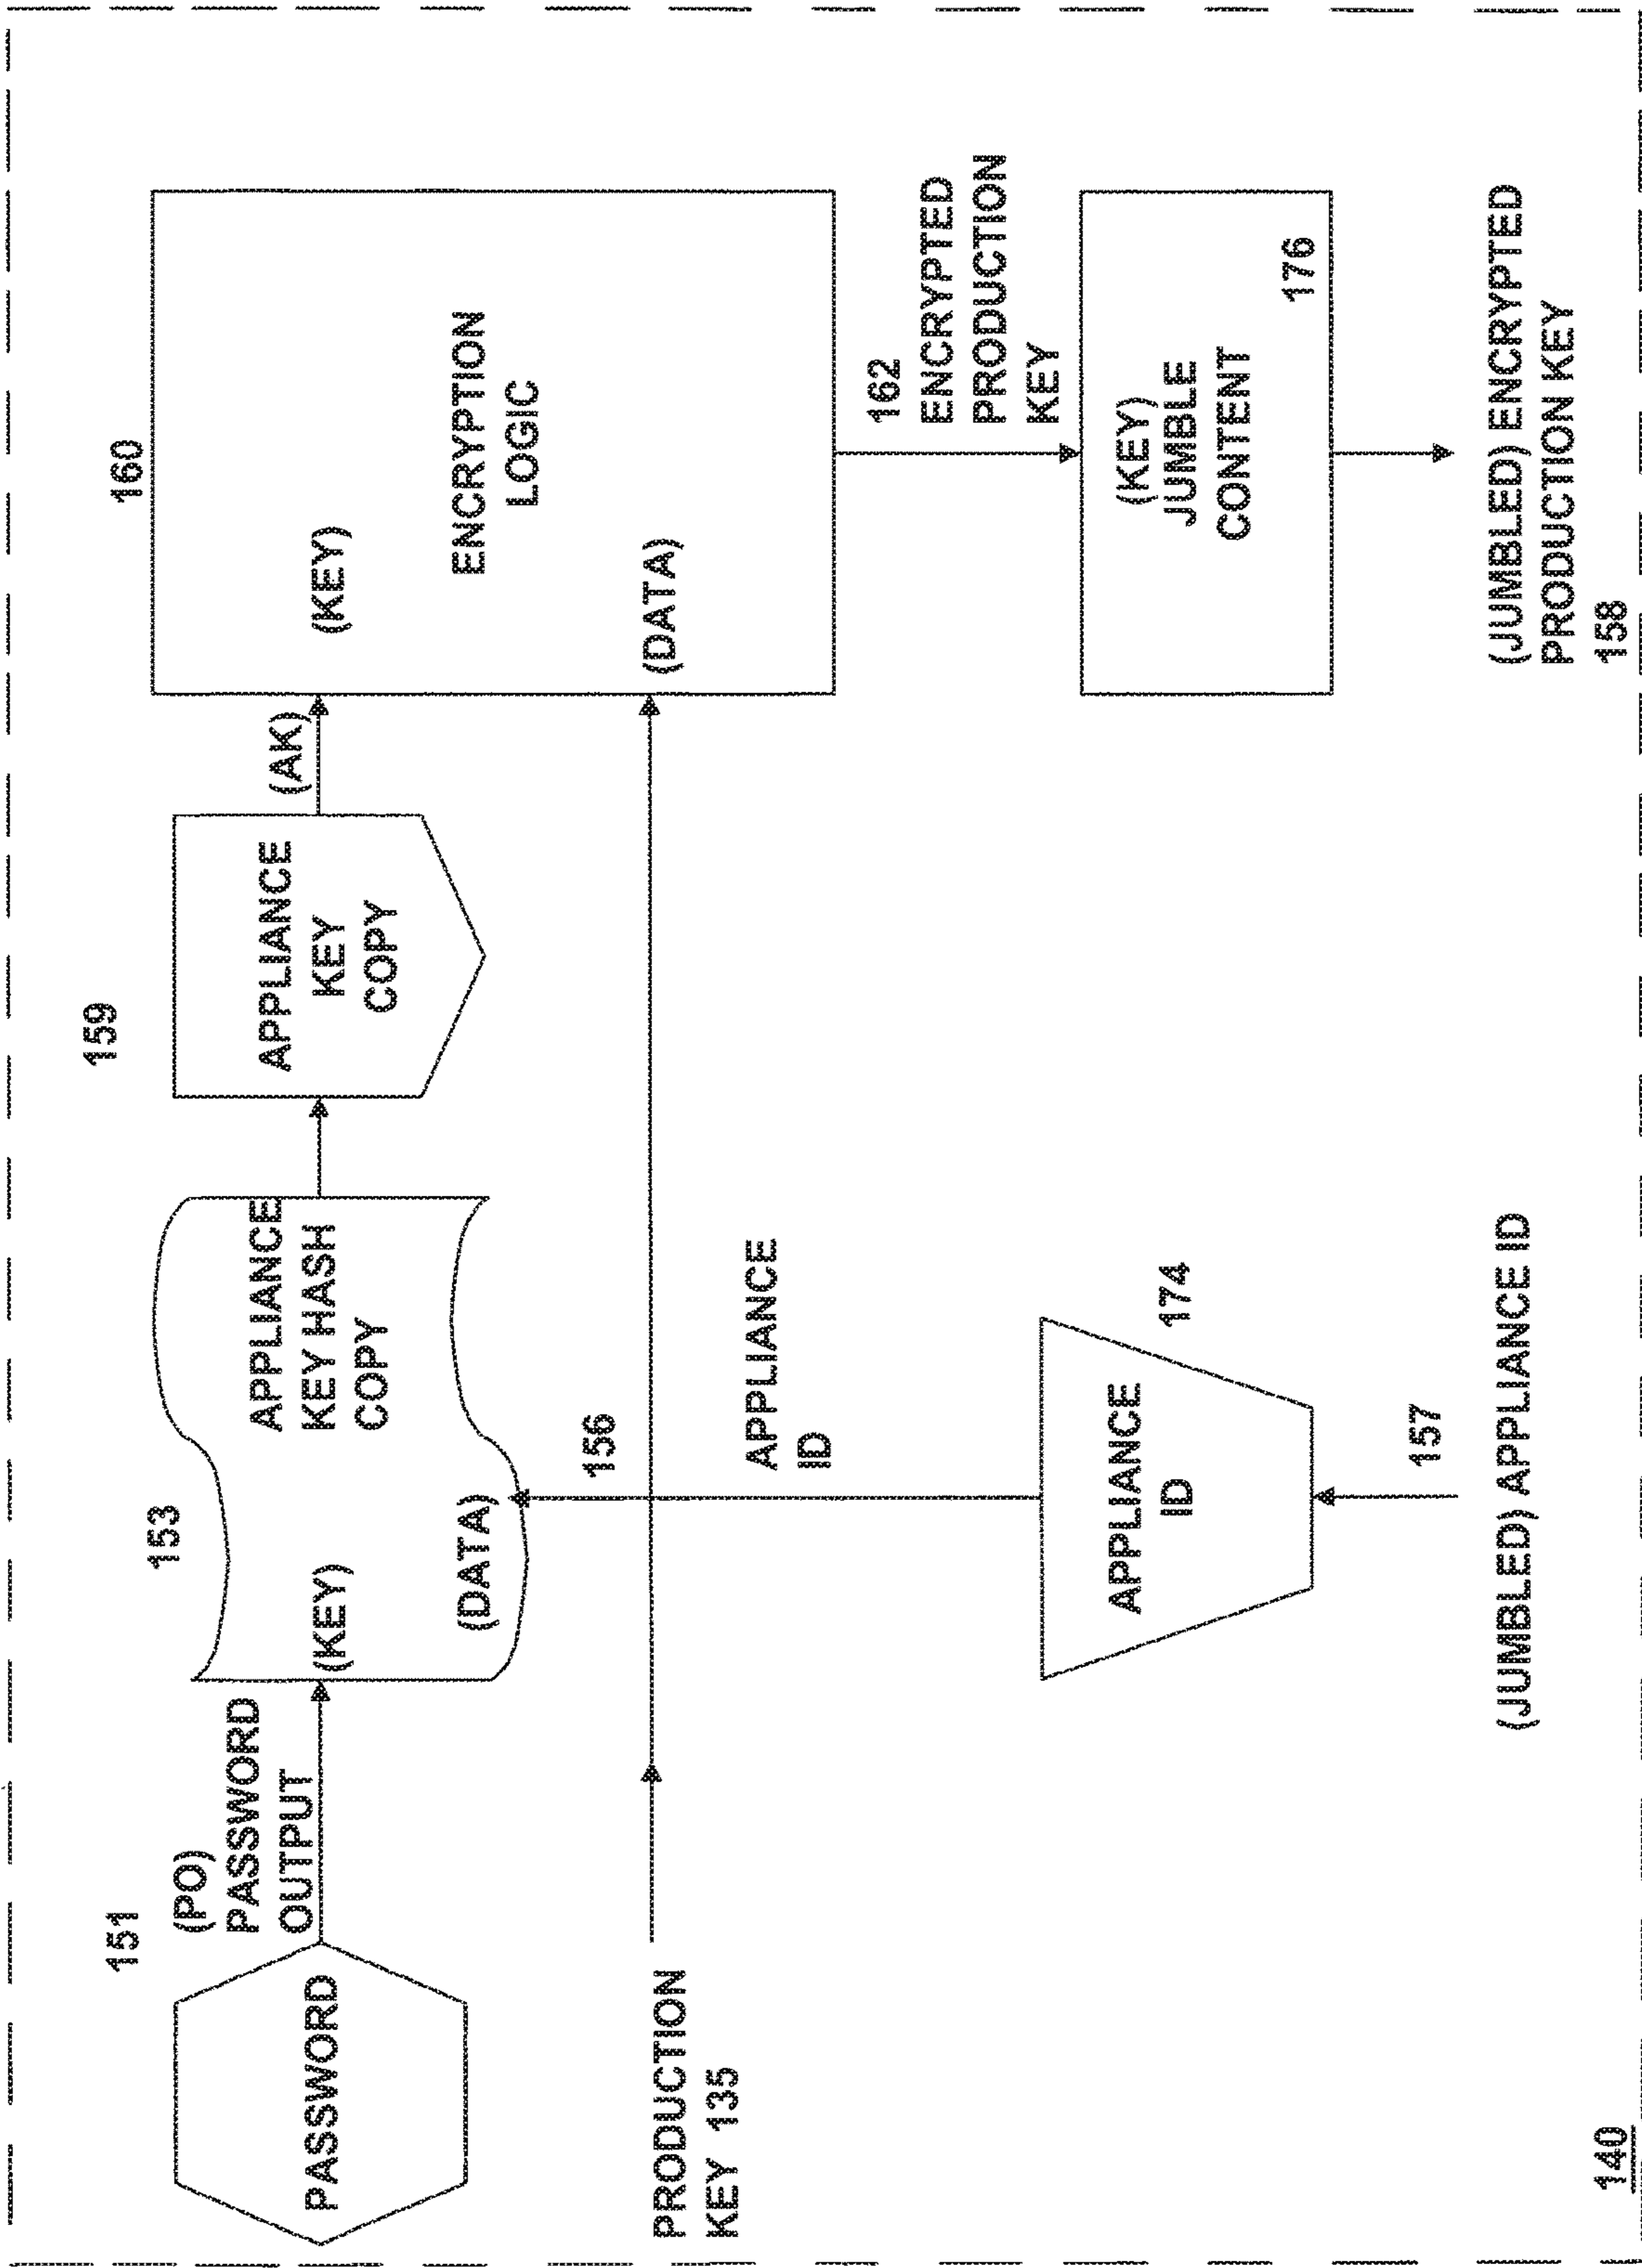 151
(PO)
PASSWORD
OUTPUT
PASSWORD
153
APPLIANCE
KEY HASH
COPY
(KEY)
(DATA)
159
APPLIANCE
KEY
COPY
(AK)
160
(KEY)
ENCRYPTION
LOGIC
(DATA)
PRODUCTION
KEY 135
156
APPLIANCE
ID
APPLIANCE
ID
174
157
(JUMBLED) APPLIANCE ID
162
ENCRYPTED
PRODUCTION
KEY
(KEY)
JUMBLE
CONTENT
176
(JUMBLED) ENCRYPTED
PRODUCTION KEY
158
140